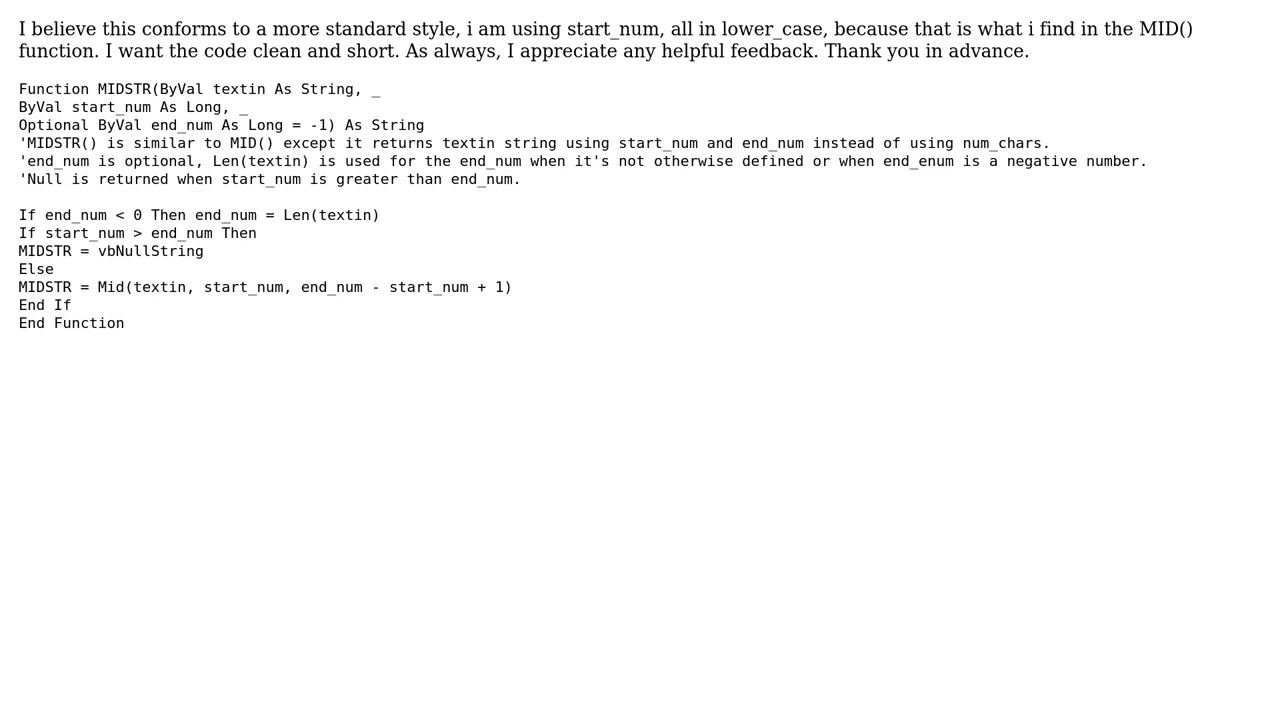 I believe this conforms to a more standard style, i am using start_num, all in lower_case, because that is what i find in the MID()
function. I want the code clean and short. As always, I appreciate any helpful feedback. Thank you in advance.
Function MIDSTR(ByVal textin As String, _
ByVal start_num As Long, _
Optional ByVal end_num As Long = -1) As String
'MIDSTR() is similar to MID() except it returns textin string using start_num and end_num instead of using num_chars.
'end_num is optional, Len(textin) is used for the end_num when it's not otherwise defined or when end_enum is a negative number.
'Null is returned when start_num is greater than end_num.
If end_num < 0 Then end_num = Len(textin)
If start_num > end_num Then
MIDSTR = vbNullString
Else
MIDSTR = Mid(textin, start_num, end_num - start_num + 1)
End If
End Function